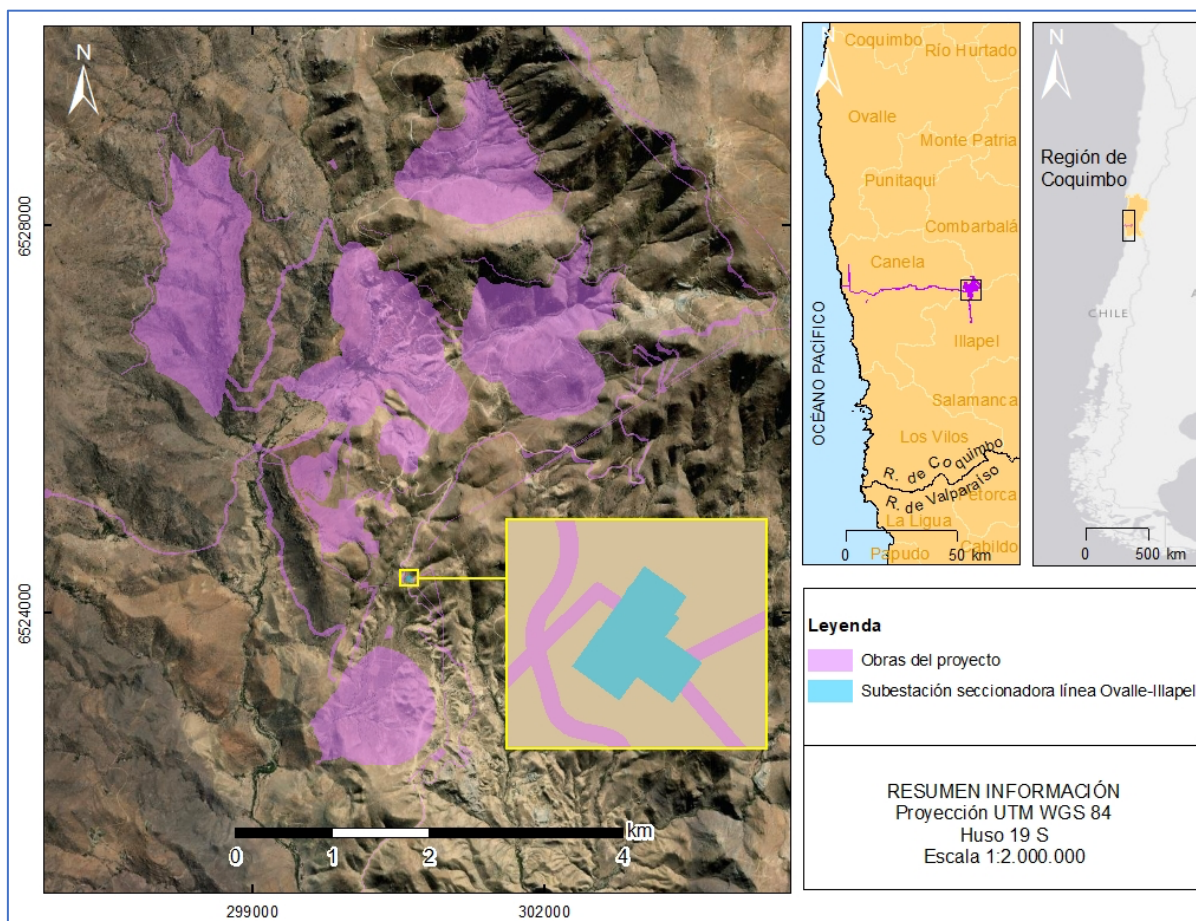 N
6528000
6524000
299000
302000
km
0 1 2 4
N
Coquimbo
Río Hurtado
Ovalle
Monte Patria
Punitaqui
Combarbalá
Canela
Illapel
Salamanca
Los Vilos
R. de Coquimbo
R. de Valparaíso
Petorca
La Ligua
Cabildo
Papudo
OCÉANO PACÍFICO
0 50 km
Región de
Coquimbo
CHILE
A
0 500 km
Leyenda
Obras del proyecto
Subestación seccionadora línea Ovalle-Illapel
RESUMEN INFORMACIÓN
Proyección UTM WGS 84
Huso 19 S
Escala 1:2.000.000